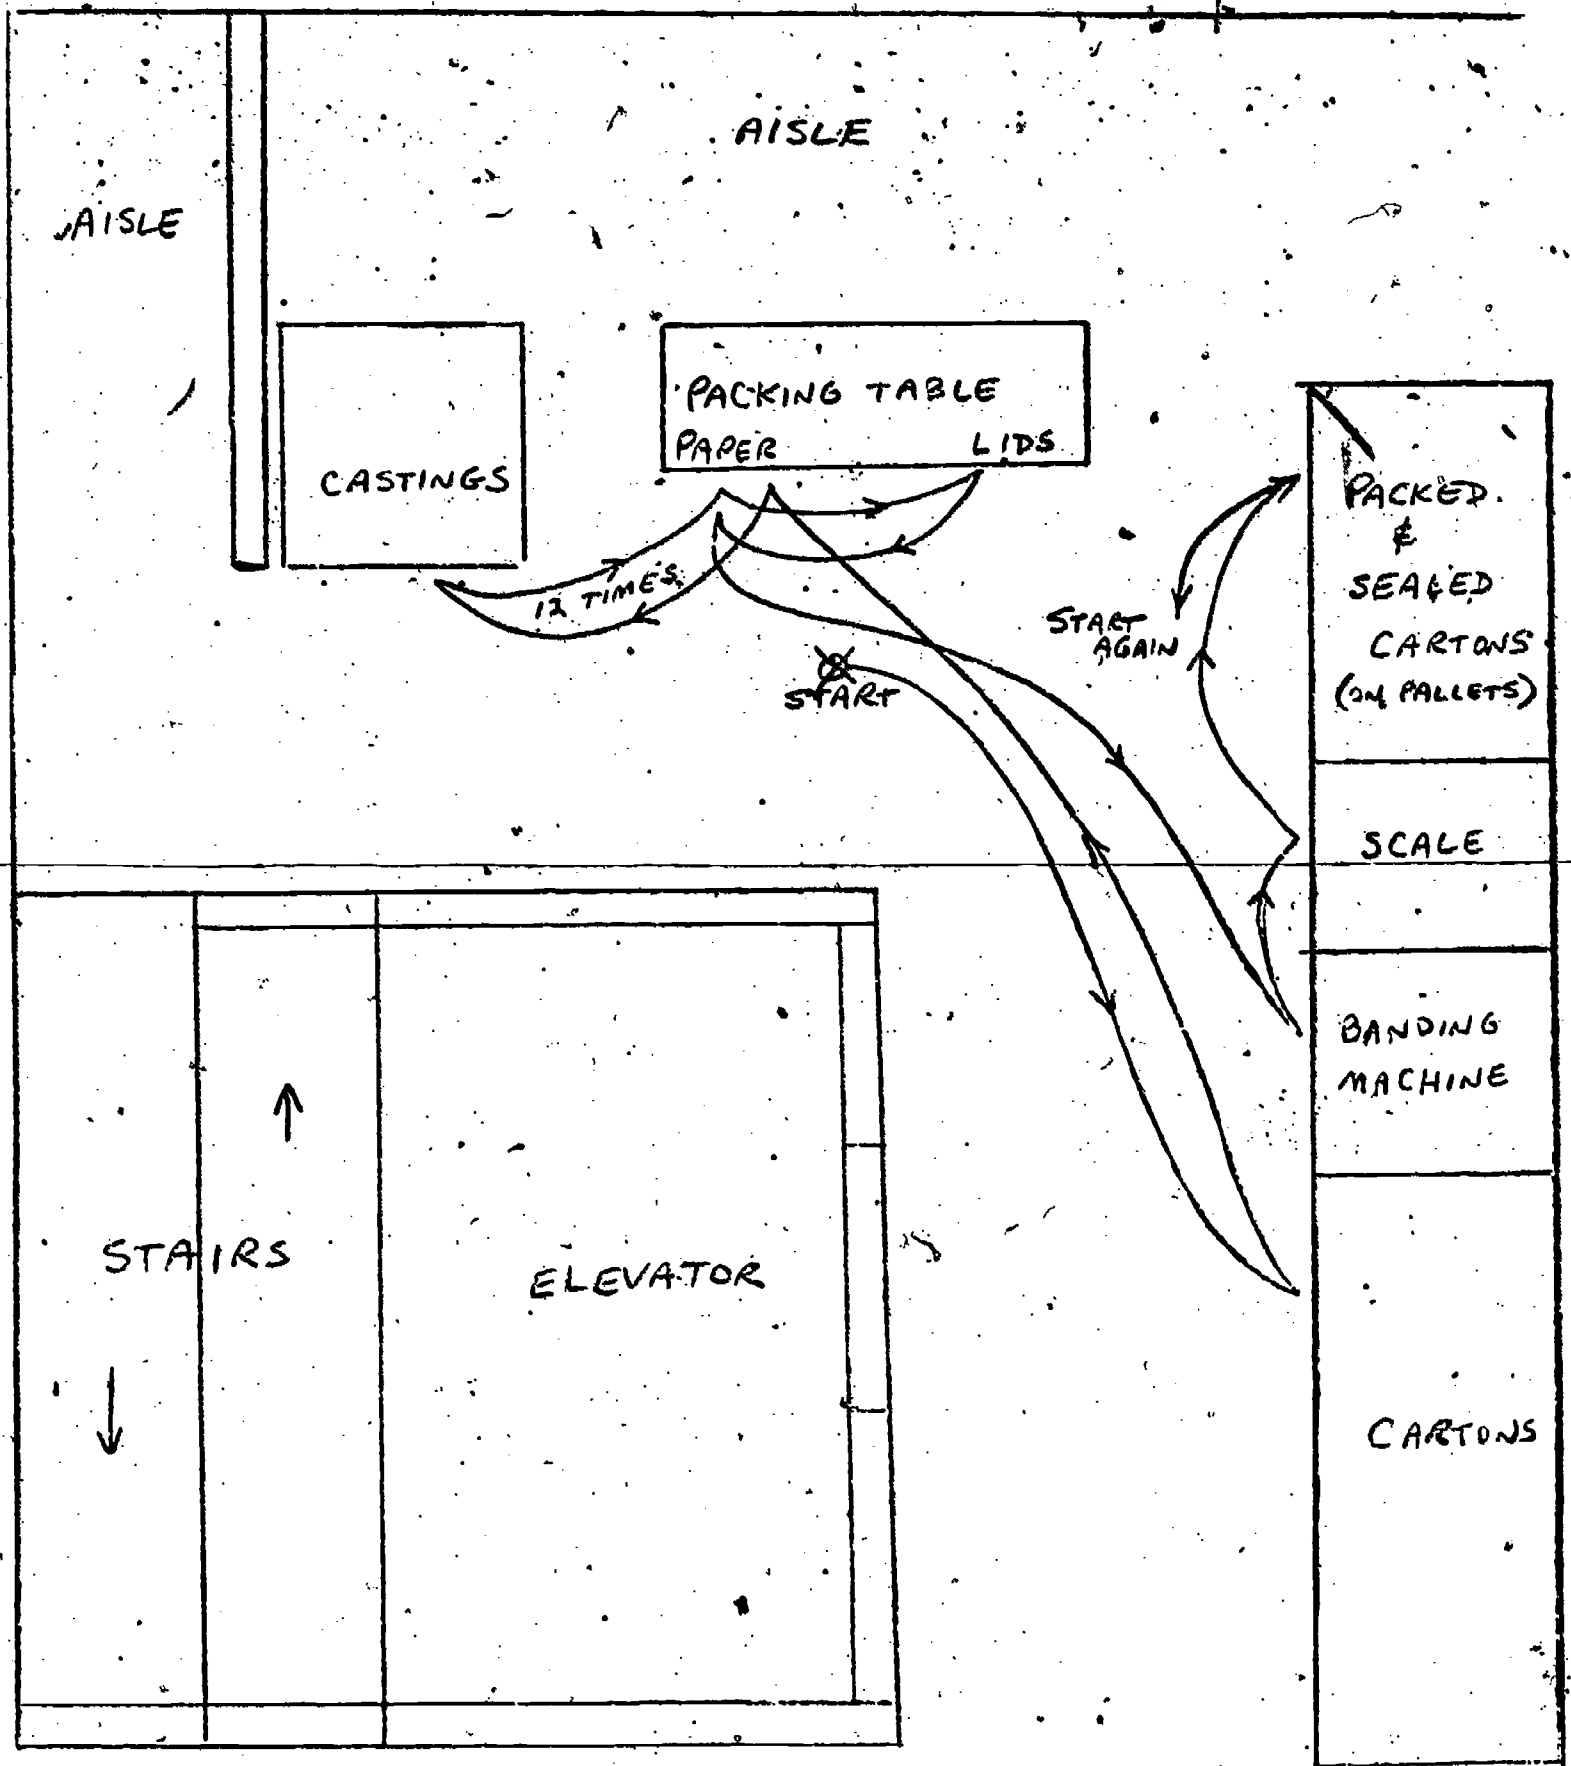 AISLE
AISLE
PACKING TABLE
PAPER LIDS
CASTINGS
12 TIMES
START
START
AGAIN
PACKED
&
SEALED
CARTONS
(ON PALLETS)
SCALE
BANDING
MACHINE
STAIRS
ELEVATOR
CARTONS